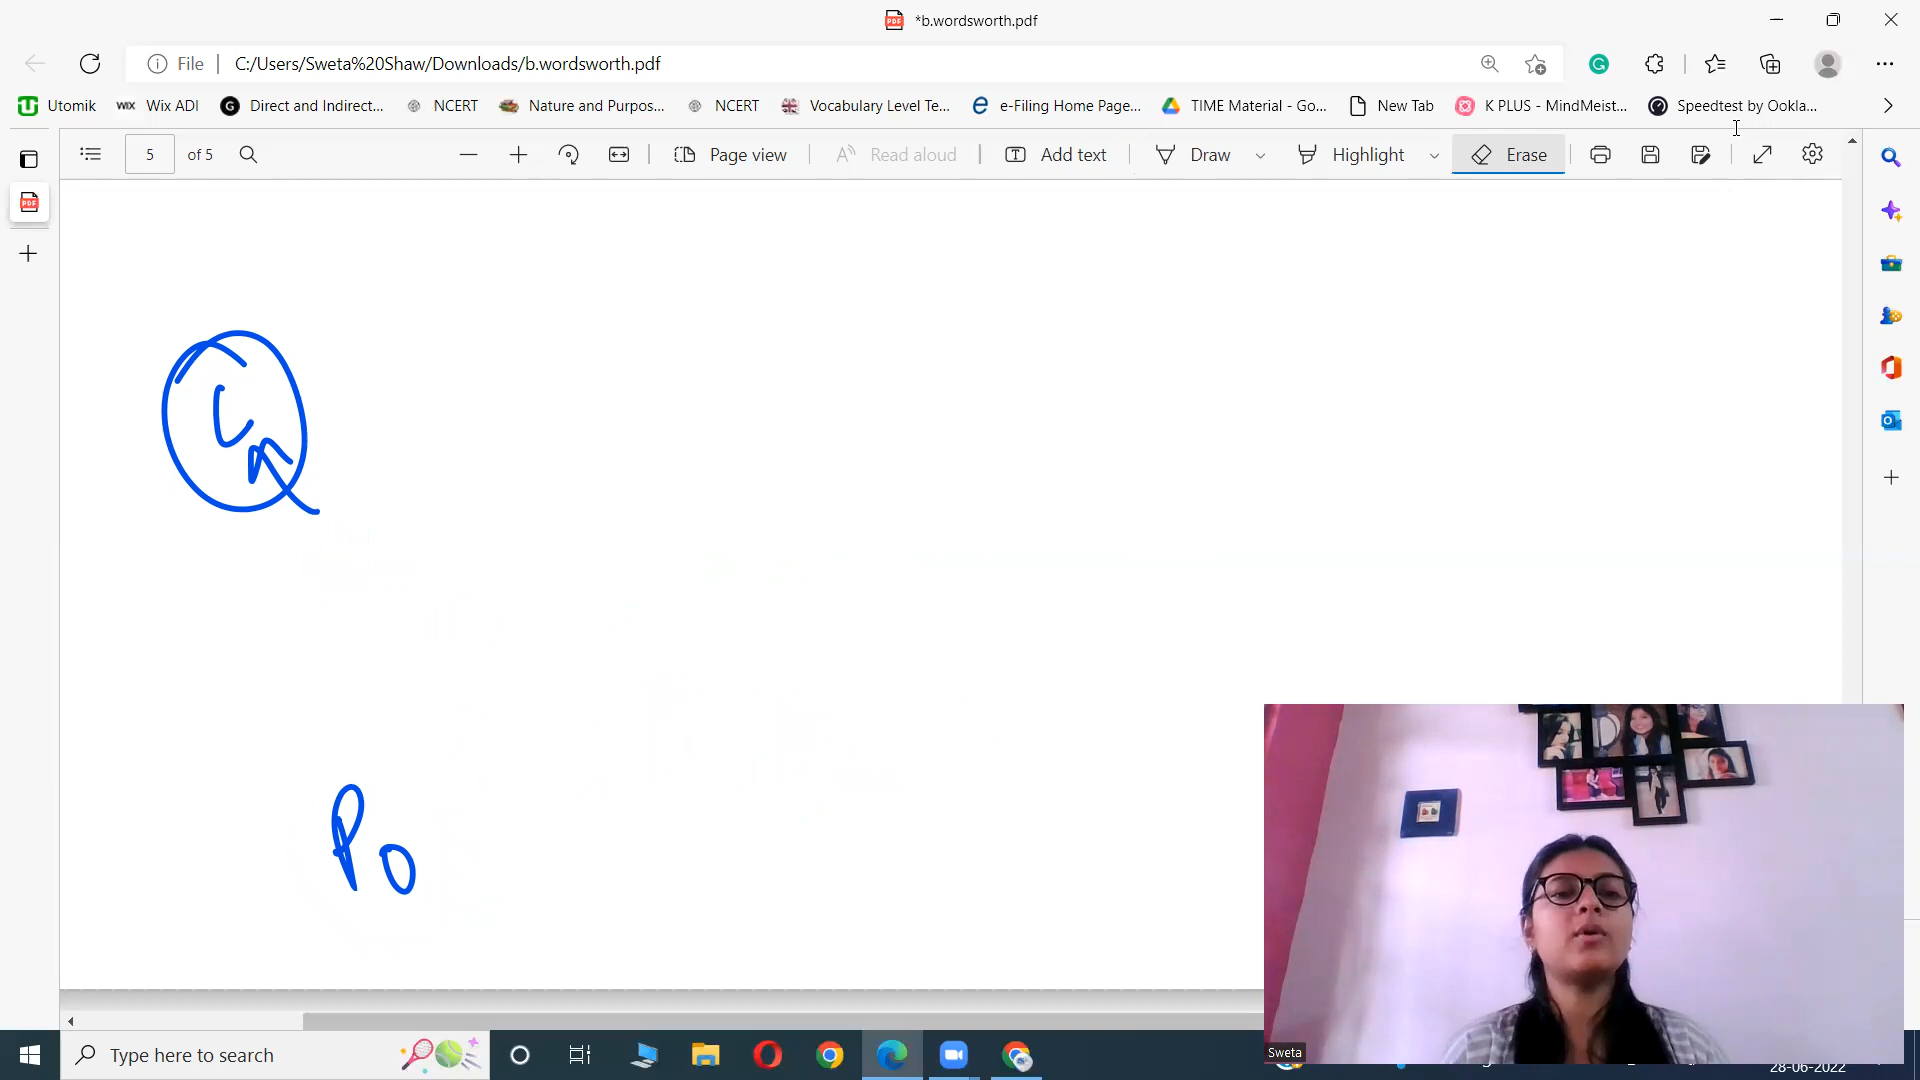 *b.wordsworth.pdf
File C:/Users/Sweta%20Shaw/Downloads/b.wordsworth.pdf
Utomik Wix ADI Direct and Indirect... NCERT Nature and Purpos... NCERT Vocabulary Level Te... e-Filing Home Page... TIME Material - Go... New Tab K PLUS - MindMeist... Speedtest by Ookla...
5 of 5 Page view Read aloud Add text Draw Highlight Erase
Po
Sweta
Type here to search
28-06-2022